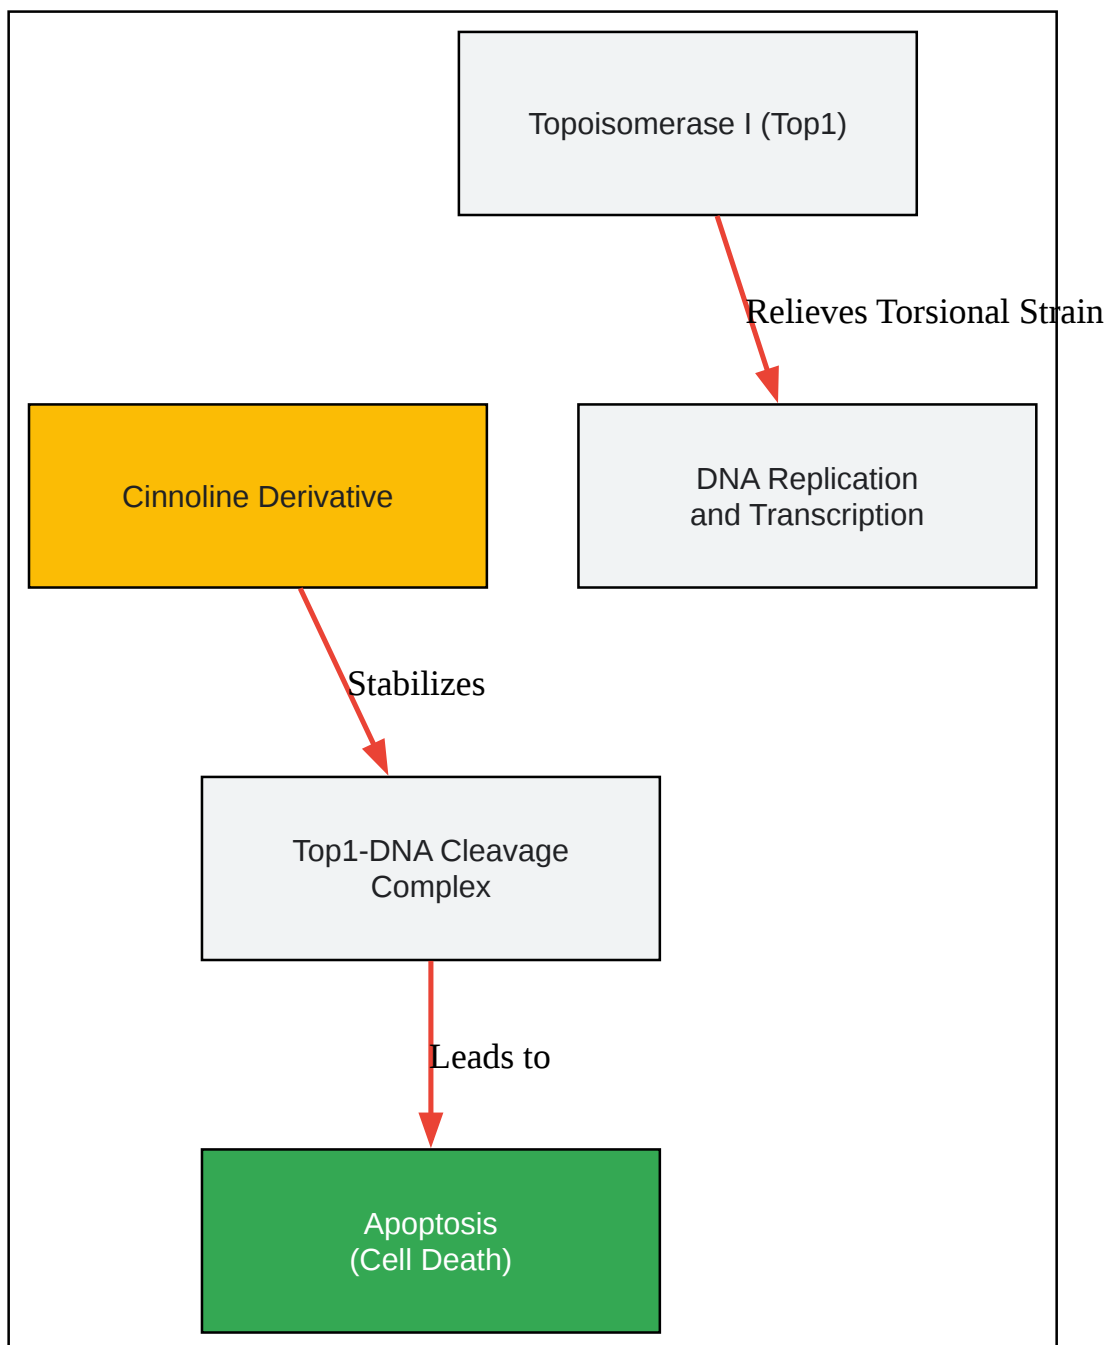 Topoisomerase I (Top1)
Relieves Torsional Strain
Cinnoline Derivative
DNA Replication
and Transcription
Stabilizes
Top1-DNA Cleavage
Complex
Leads to
Apoptosis
(Cell Death)